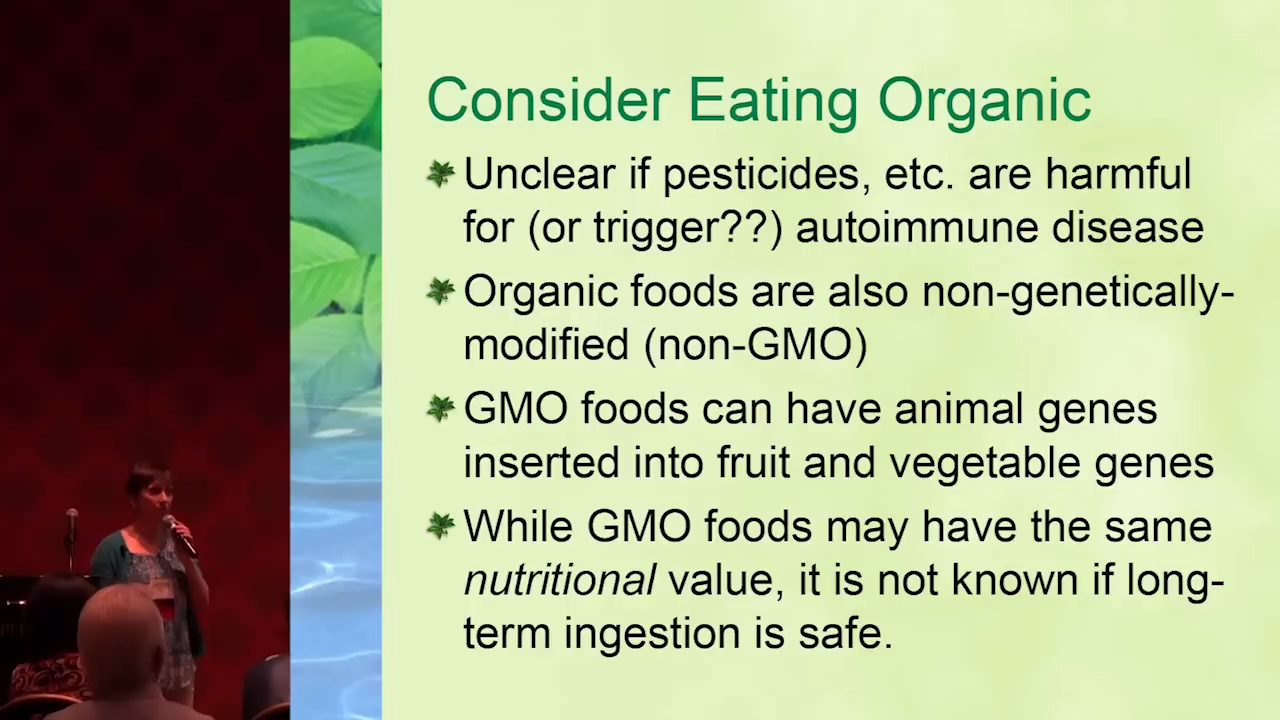 Consider Eating Organic
Unclear if pesticides, etc. are harmful
for (or trigger??) autoimmune disease
Organic foods are also non-genetically-
modified (non-GMO)
GMO foods can have animal genes
inserted into fruit and vegetable genes
While GMO foods may have the same
nutritional value, it is not known if long-
term ingestion is safe.